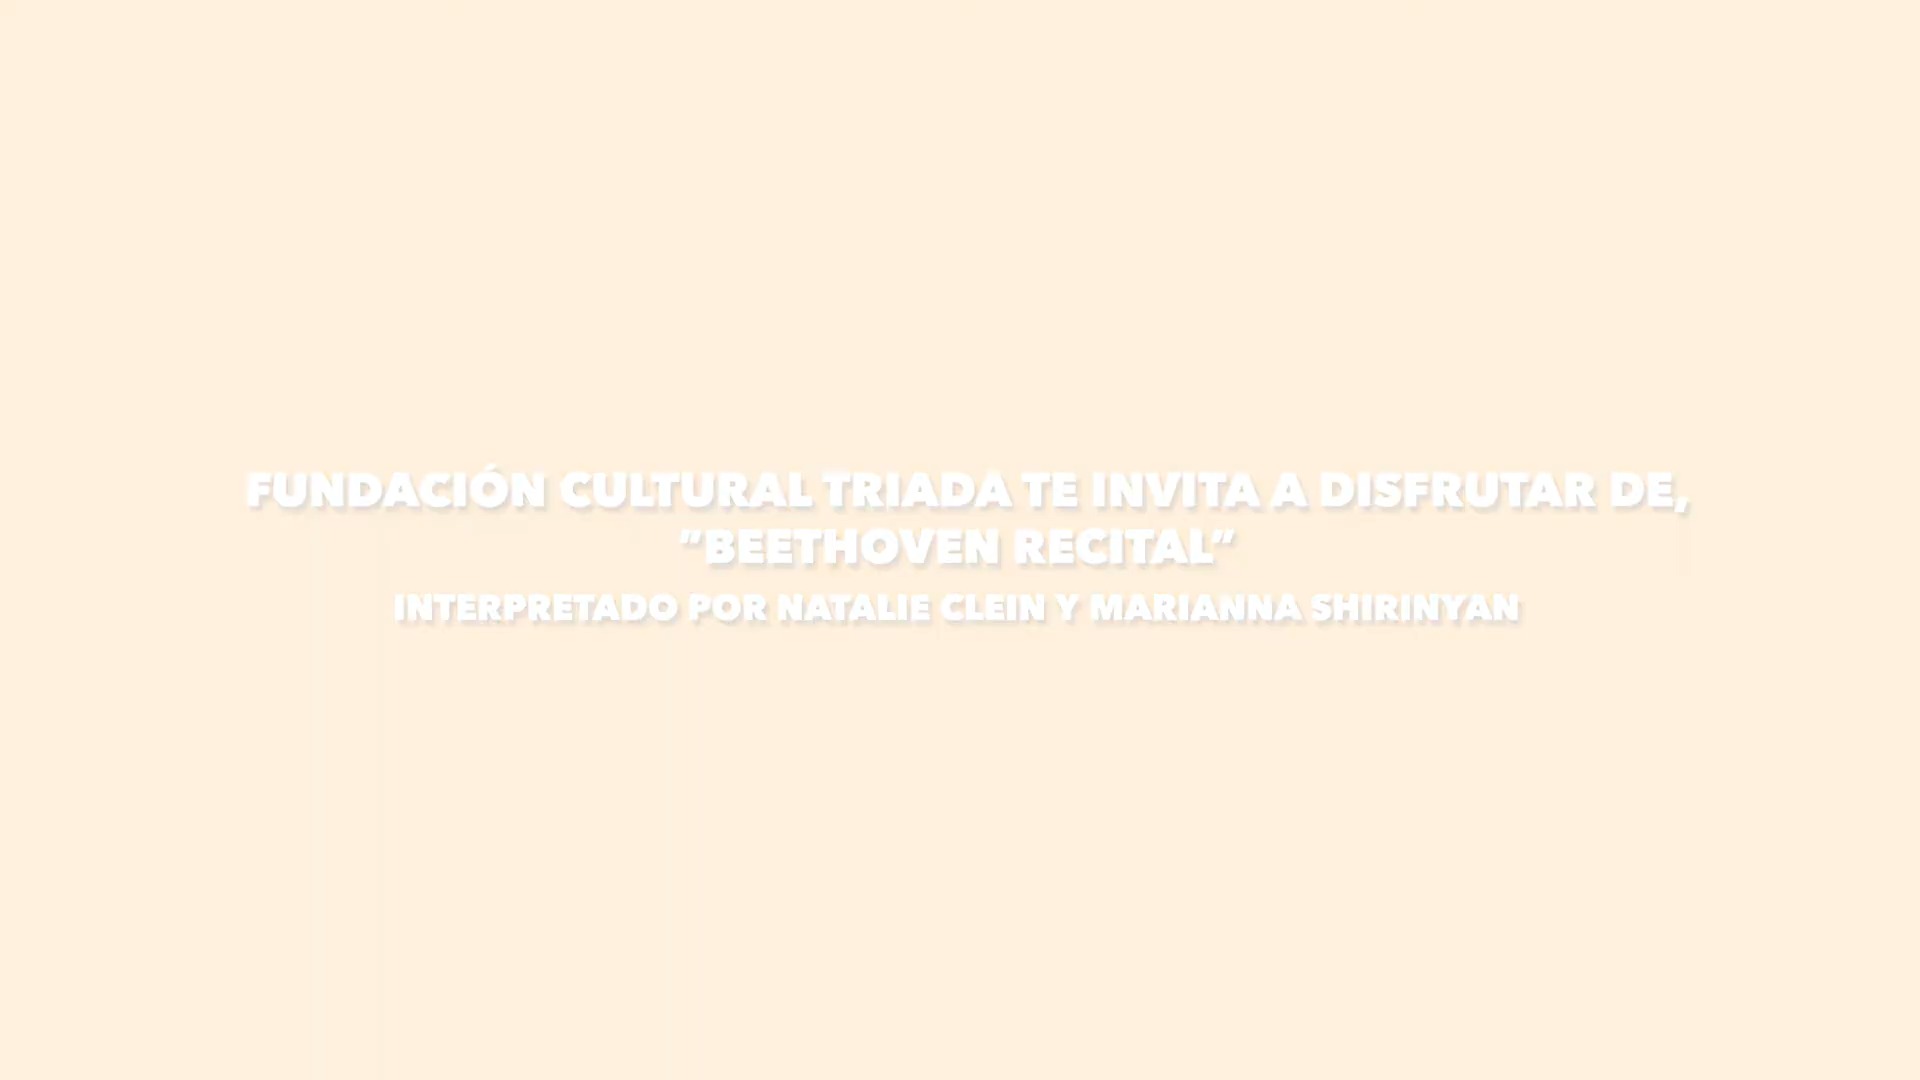 FUNDACIÓN CULTURAL TRIADA TE INVITA A DISFRUTAR DE,
"BEETHOVEN RECITAL"
INTERPRETADO POR NATALIE CLEIN Y MARIANNA SHIRINYAN